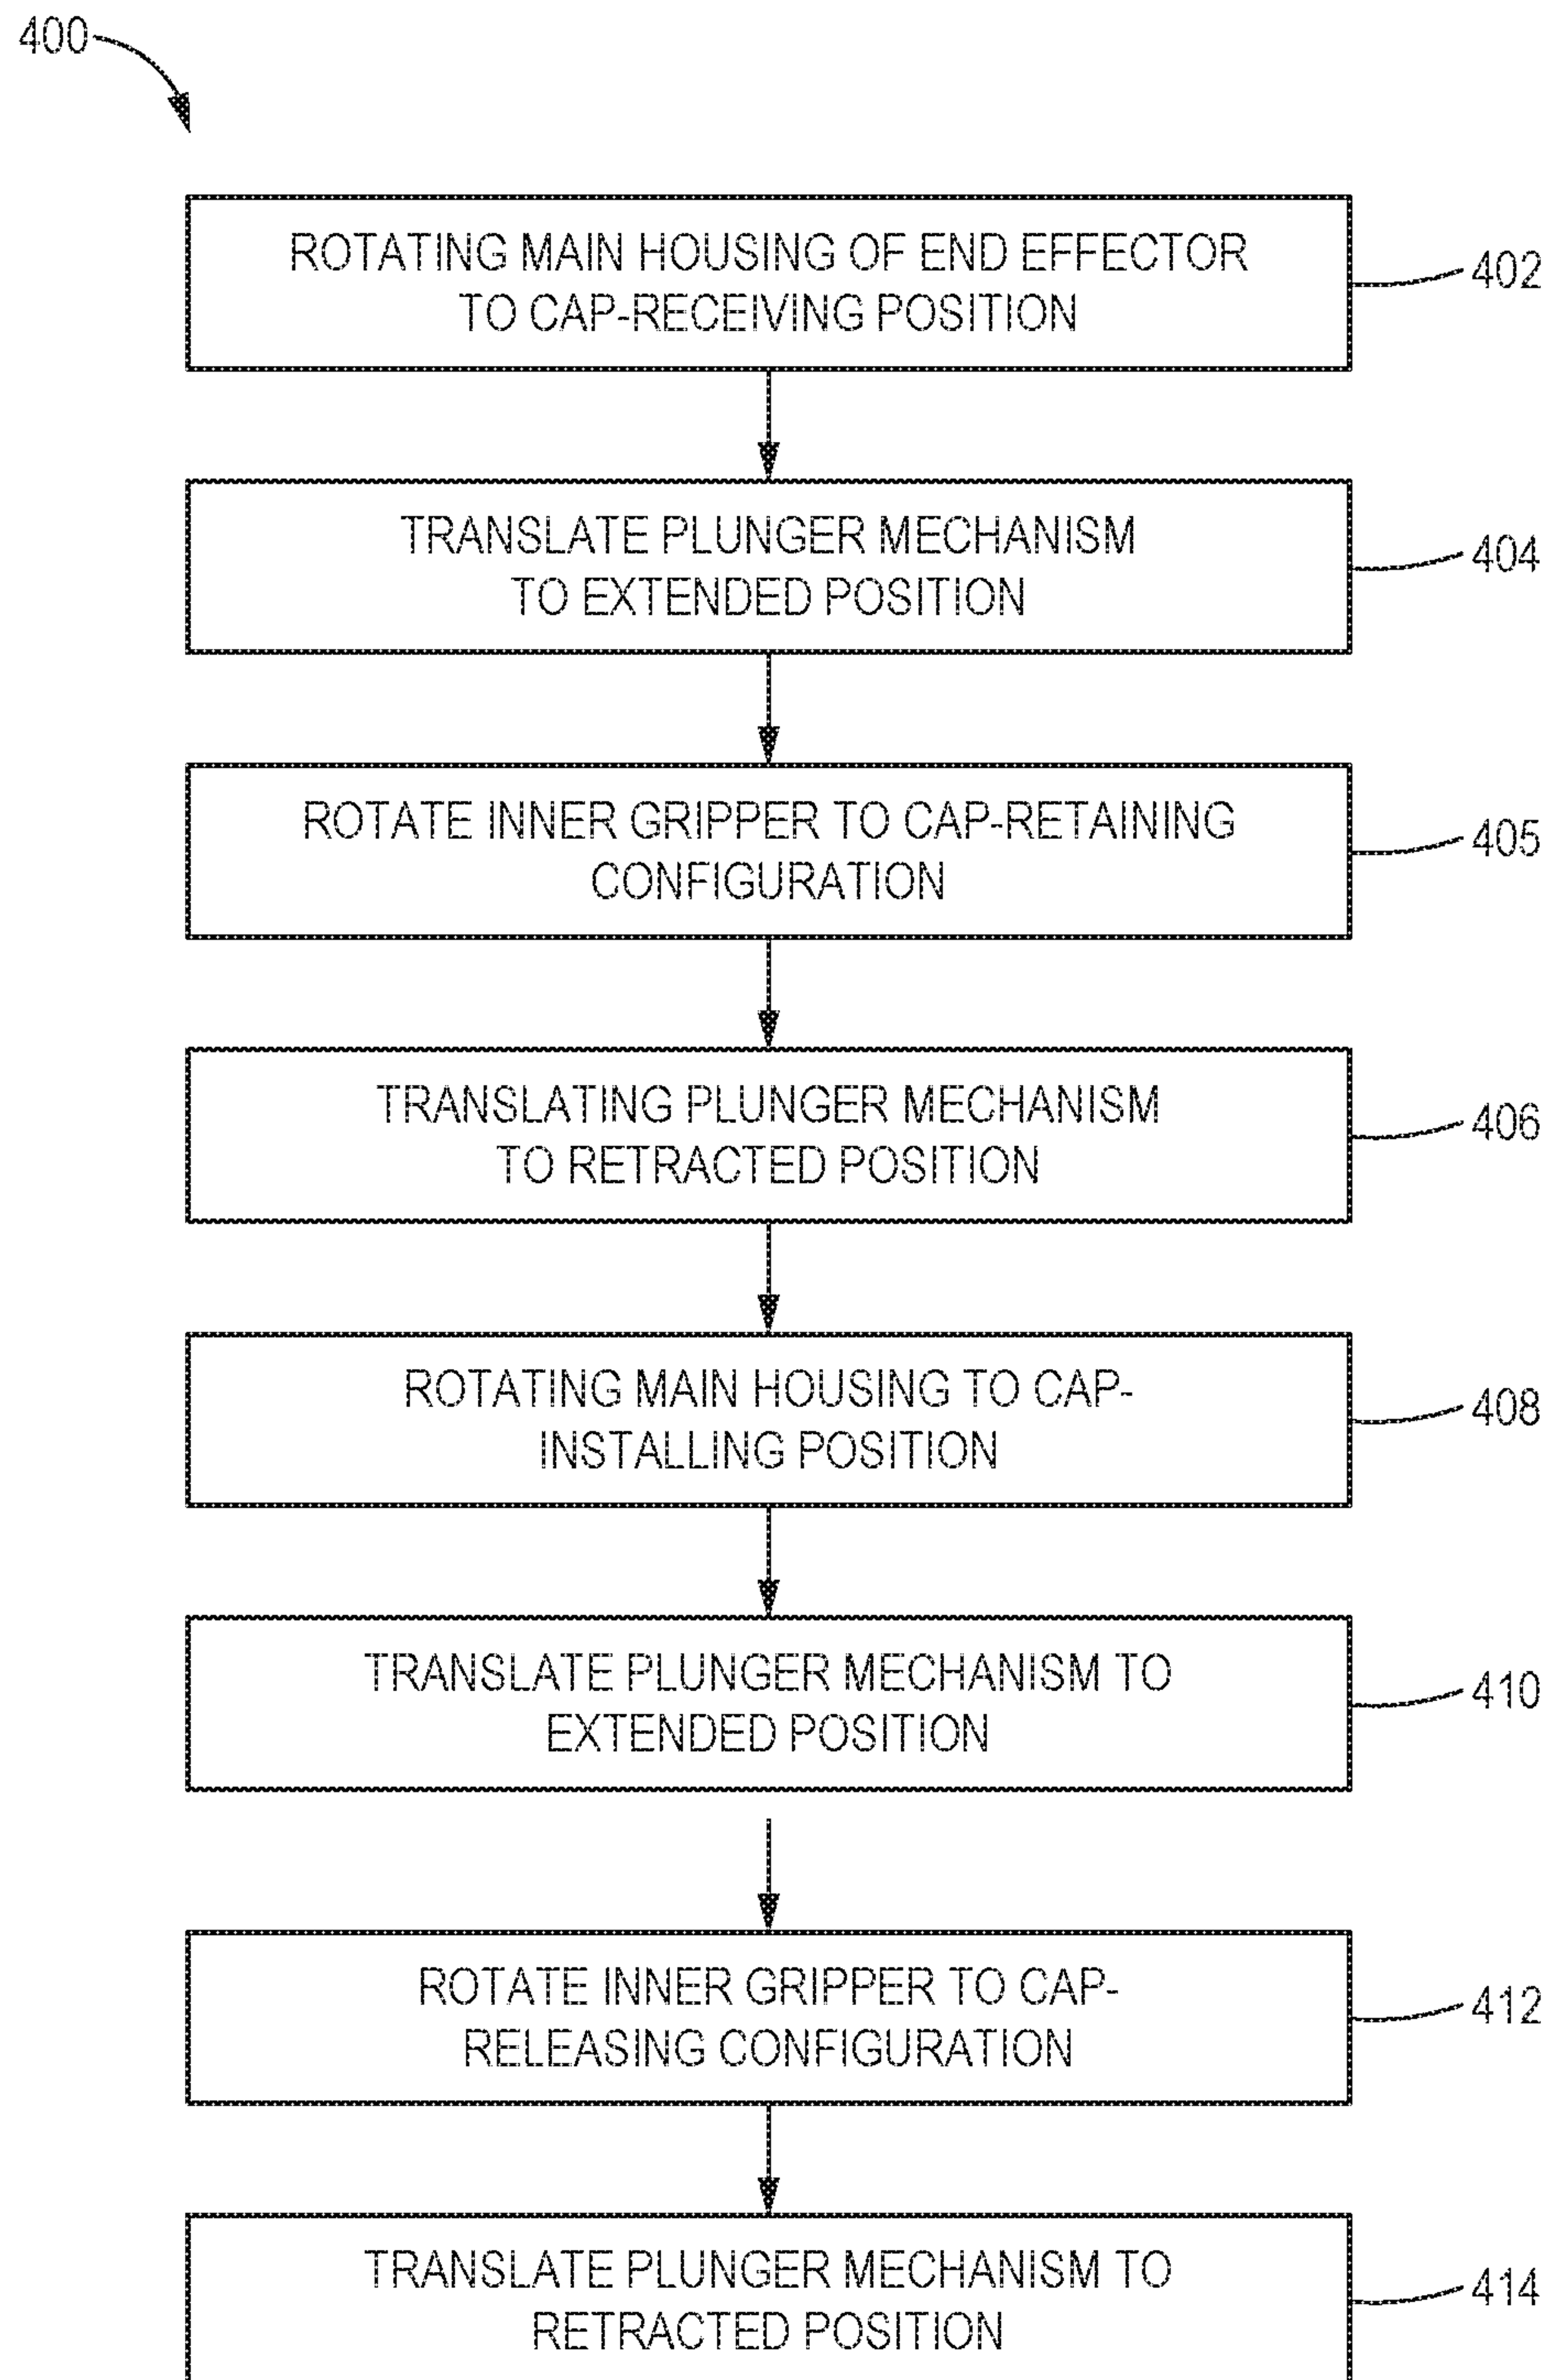 400
ROTATING MAIN HOUSING OF END EFFECTOR
TO CAP-RECEIVING POSITION
402
TRANSLATE PLUNGER MECHANISM
TO EXTENDED POSITION
404
ROTATE INNER GRIPPER TO CAP-RETAINING
CONFIGURATION
405
TRANSLATING PLUNGER MECHANISM
TO RETRACTED POSITION
406
ROTATING MAIN HOUSING TO CAP-
INSTALLING POSITION
408
TRANSLATE PLUNGER MECHANISM TO
EXTENDED POSITION
410
ROTATE INNER GRIPPER TO CAP-
RELEASING CONFIGURATION
412
TRANSLATE PLUNGER MECHANISM TO
RETRACTED POSITION
414